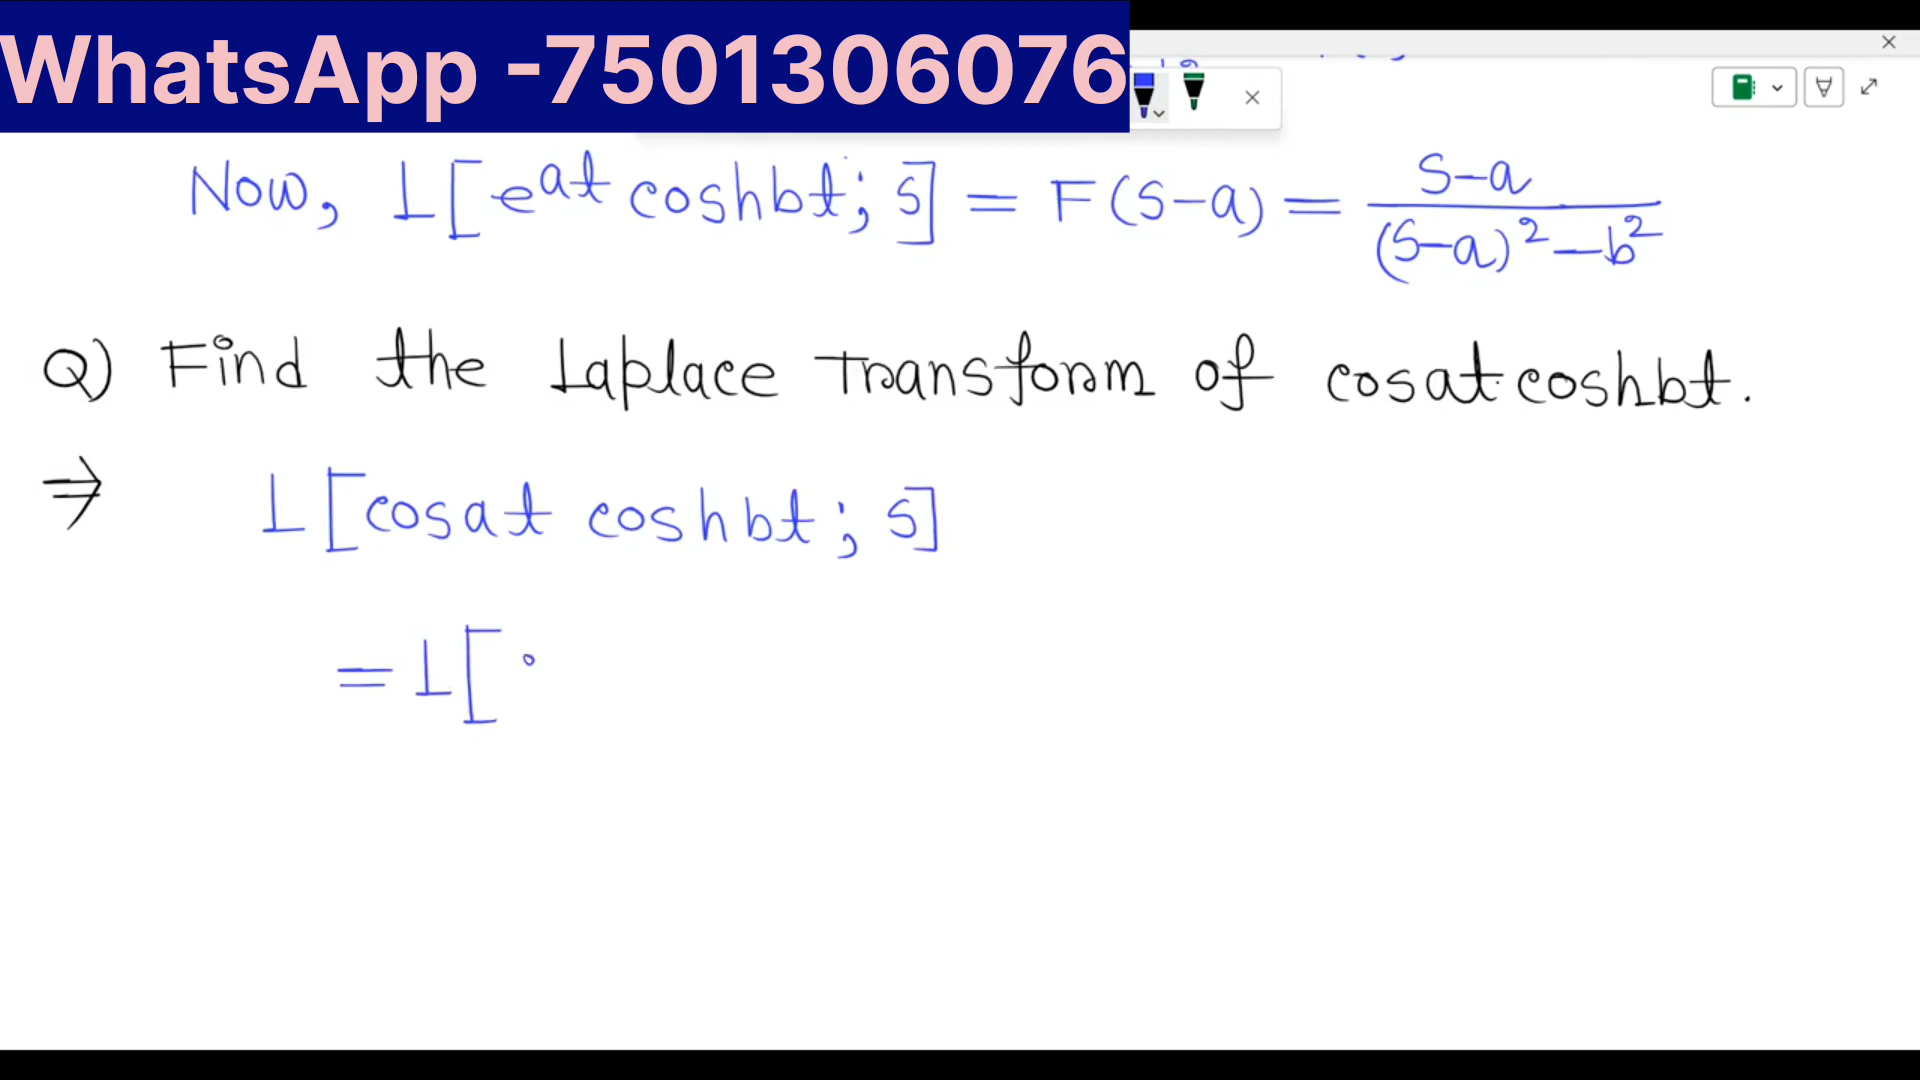 WhatsApp -7501306076
Now, L[e^at coshbt; s] = F(s-a) = (s-a)/((s-a)^2-b^2)
Q) Find the Laplace Transform of cosat coshbt.
⇒ L[cosat coshbt; s]
= L[